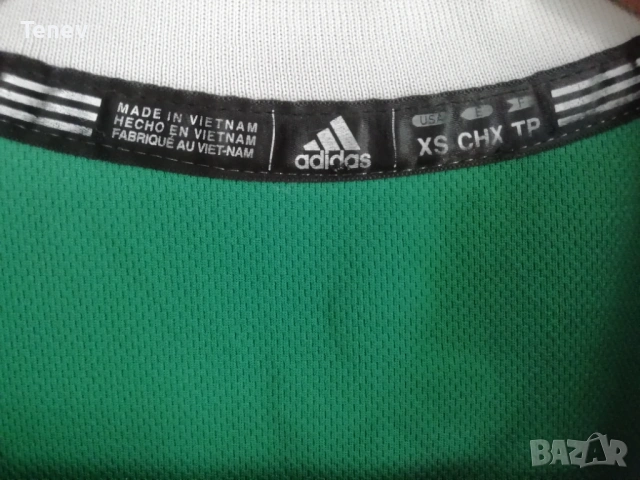 Tenev
MADE IN VIETNAM
HECHO EN VIETNAM
FABRIQUÉ AU VIET-NAM
adidas
USA E F
XS CHX TP
BAZAR